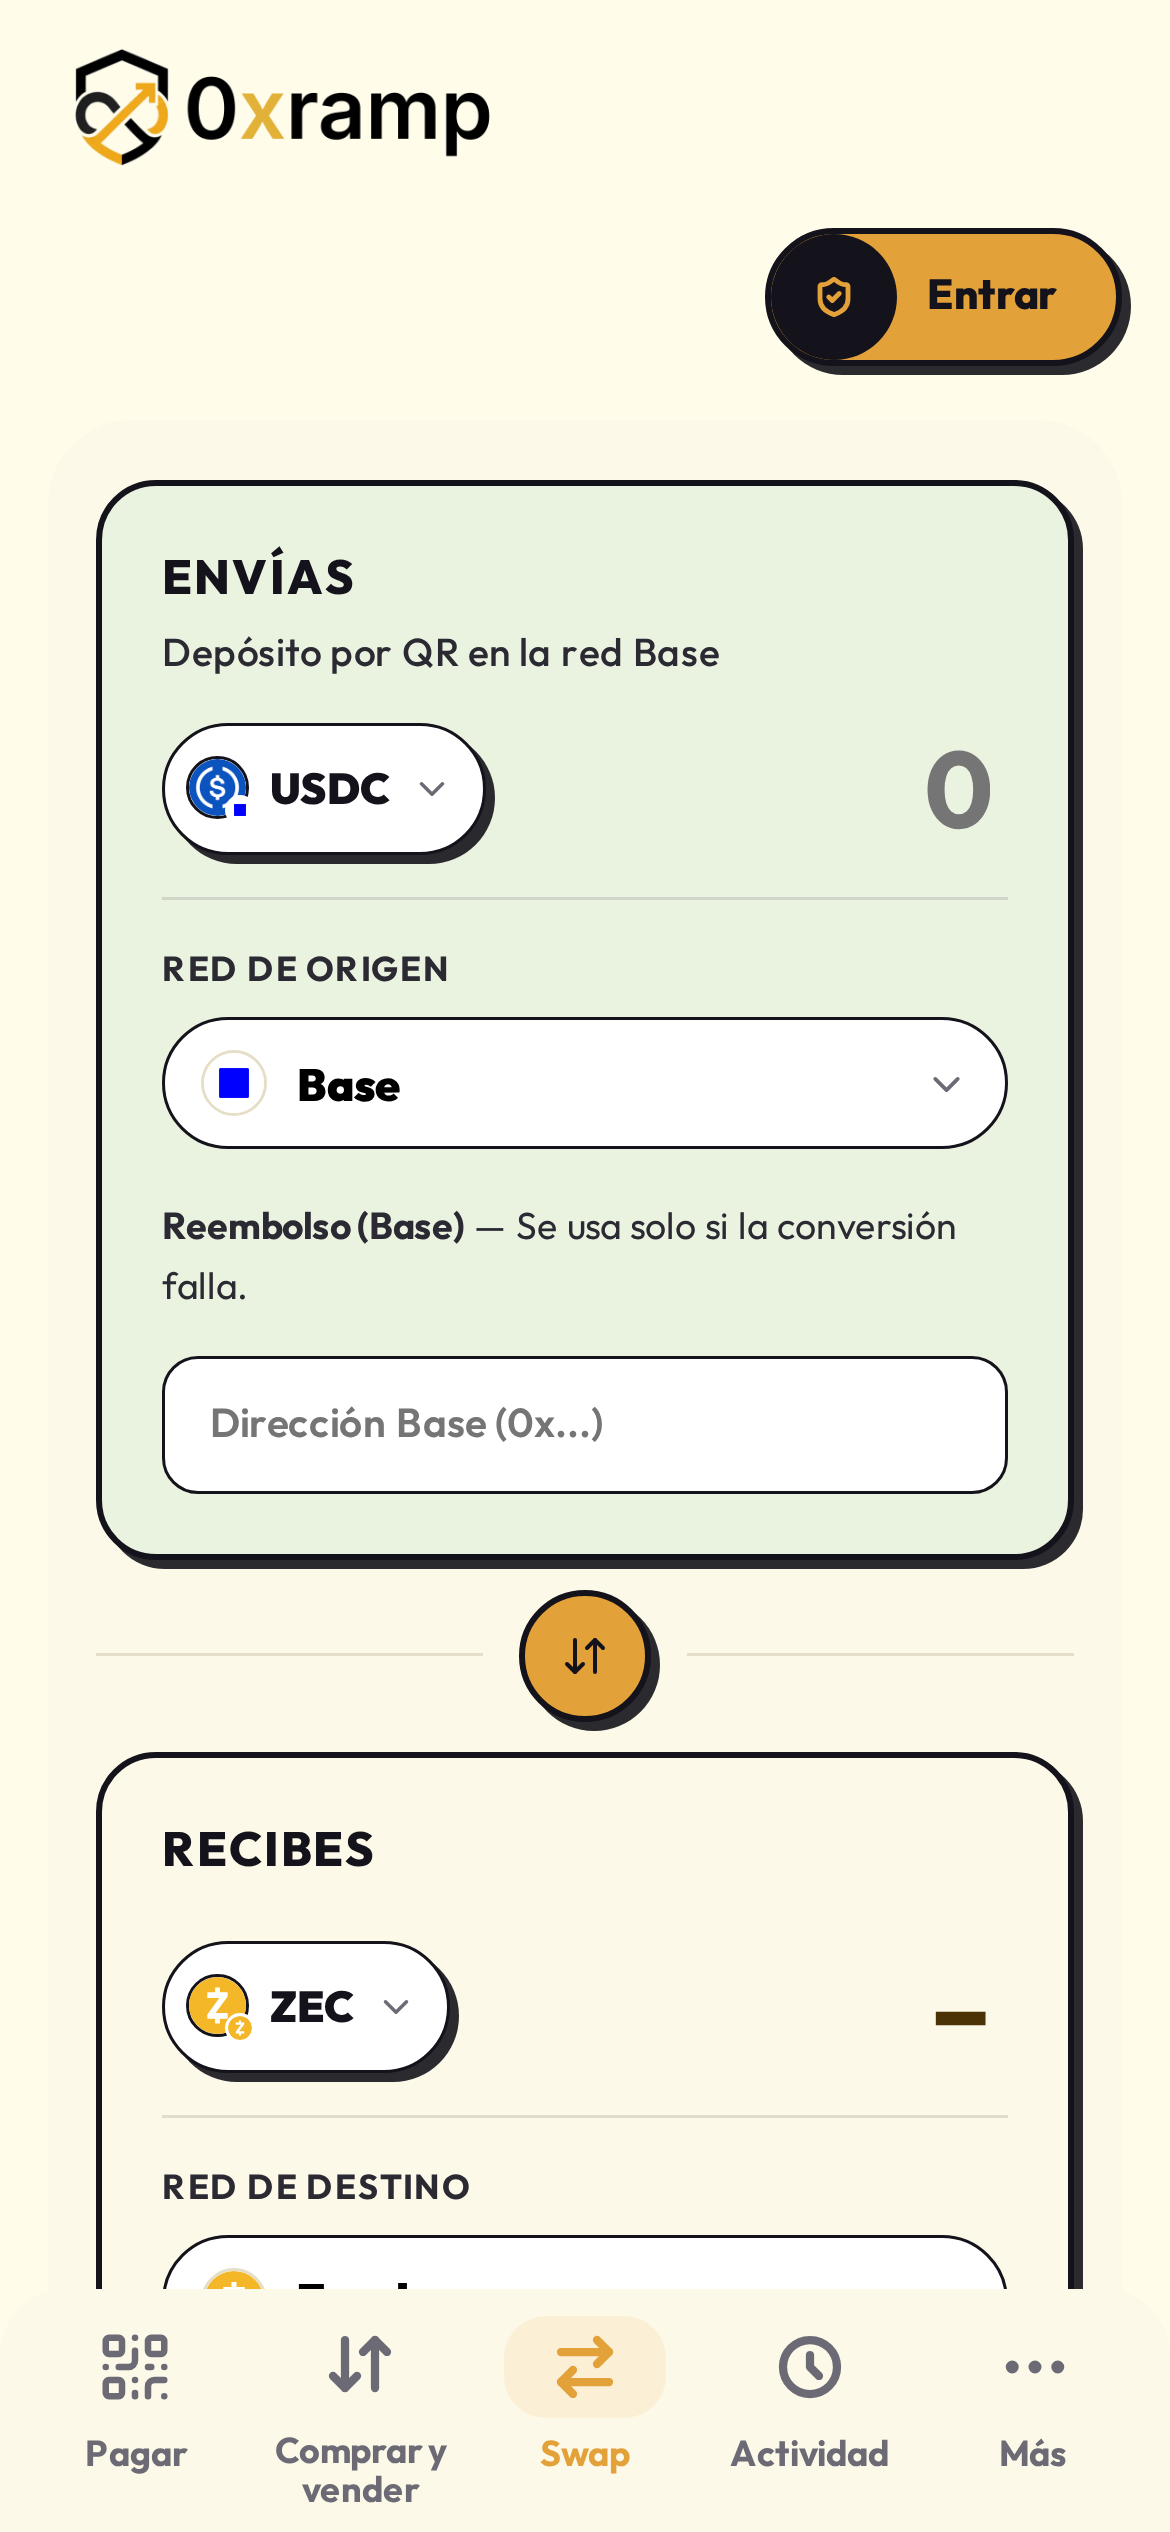 0xramp
Entrar
ENVÍAS
Depósito por QR en la red Base
USDC
0
RED DE ORIGEN
Base
Reembolso (Base) — Se usa solo si la conversión
falla.
Dirección Base (0x...)
RECIBES
ZEC
–
RED DE DESTINO
Pagar
Comprar y
vender
Swap
Actividad
Más